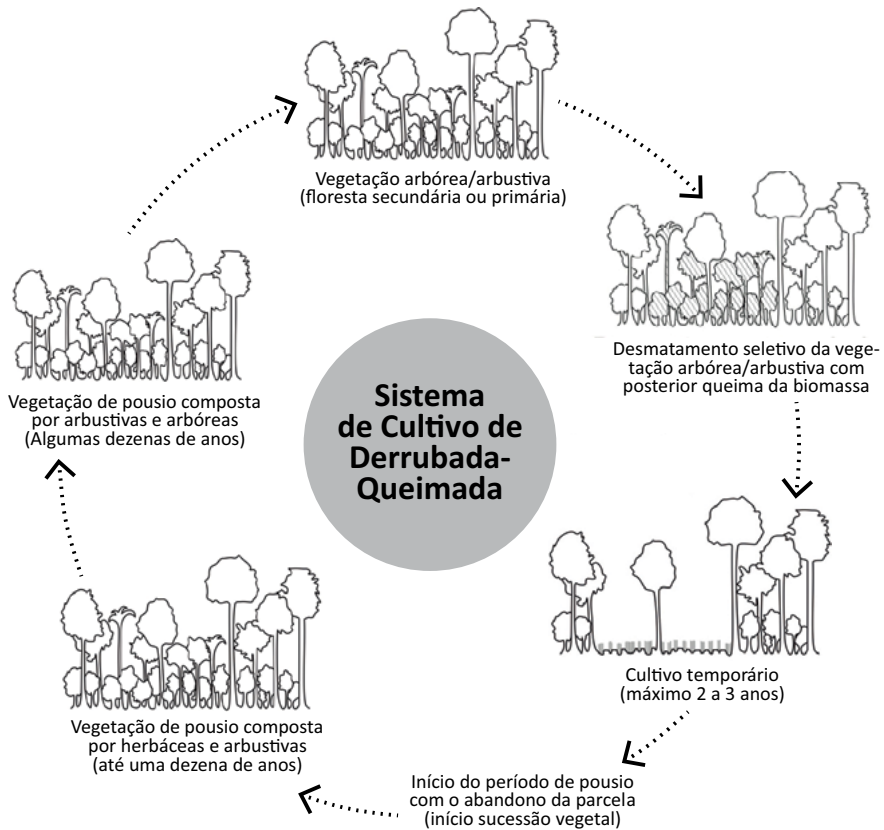 Vegetação arbórea/arbustiva
(floresta secundária ou primária)
Desmatamento seletivo da vege-
tação arbórea/arbustiva com
posterior queima da biomassa
Cultivo temporário
(máximo 2 a 3 anos)
Início do período de pousio
com o abandono da parcela
(início sucessão vegetal)
Vegetação de pousio composta
por herbáceas e arbustivas
(até uma dezena de anos)
Vegetação de pousio composta
por arbustivas e arbóreas
(Algumas dezenas de anos)
Sistema
de Cultivo de
Derrubada-
Queimada